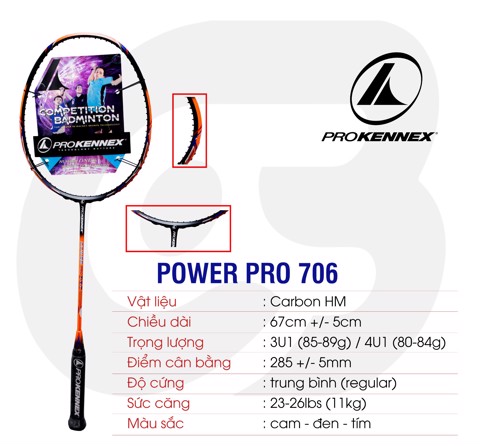 COMPETITION
BADMINTON
PROKENNEX
PROKENNEX
POWER PRO 706
Vật liệu : Carbon HM
Chiều dài : 67cm +/- 5cm
Trọng lượng : 3U1 (85-89g) / 4U1 (80-84g)
Điểm cân bằng : 285 +/- 5mm
Độ cứng : trung bình (regular)
Sức căng : 23-26lbs (11kg)
Màu sắc : cam - đen - tím
PROKENNEX